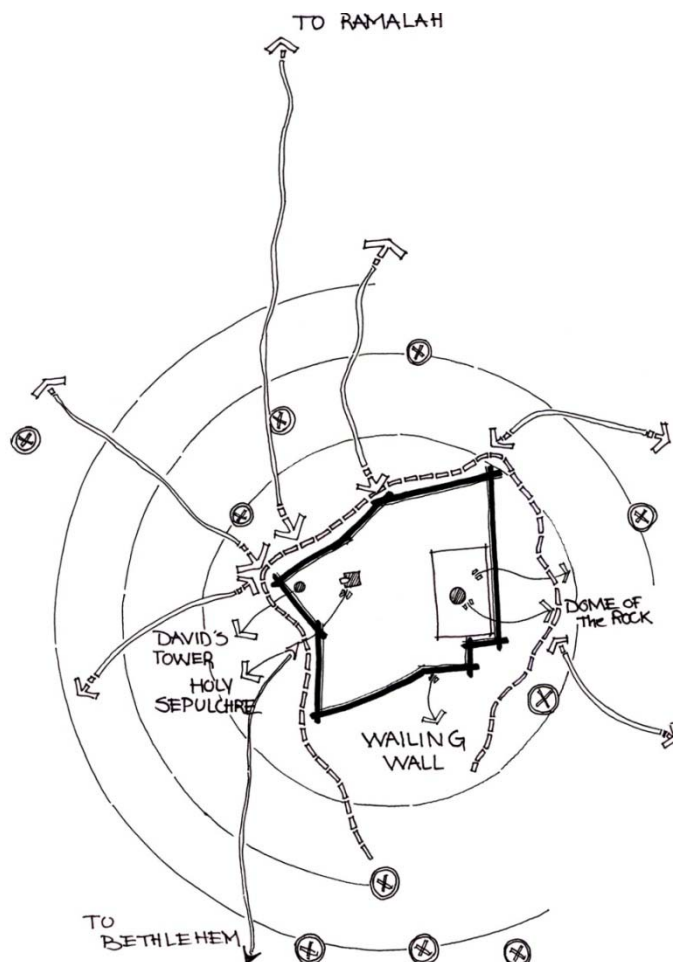 TO RAMALAH
DAVID'S
TOWER
HOLY
SEPULCHRE
DOME OF
The ROCK
WAILING
WALL
TO
BETHLEHEM